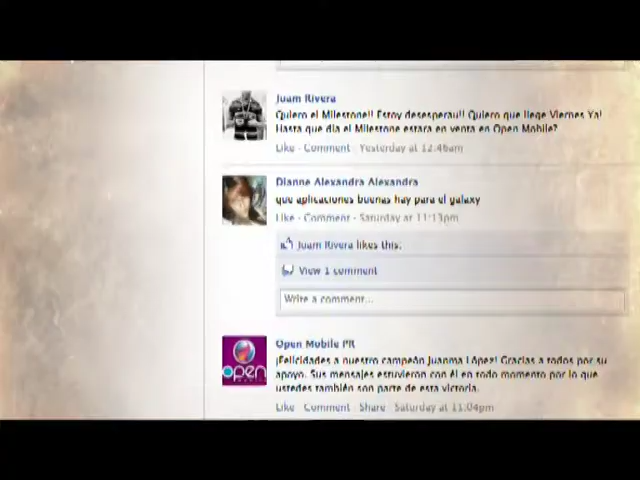 Juam Rivera
Quiero el Milestone!! Estoy desesperau!! Quiero que llege Viernes Ya!
Hasta que dia el Milestone estara en venta en Open Mobile?
Like · Comment · Yesterday at 12:46am
Dianne Alexandra Alexandra
que aplicaciones buenas hay para el galaxy
Like · Comment · Saturday at 11:13pm
Juam Rivera likes this.
View 1 comment
Write a comment...
Open Mobile PR
open
¡Felicidades a nuestro campeón Juanma López! Gracias a todos por su
apoyo. Sus mensajes estuvieron con él en todo momento por lo que
ustedes también son parte de esta victoria.
Like · Comment · Share · Saturday at 11:04pm